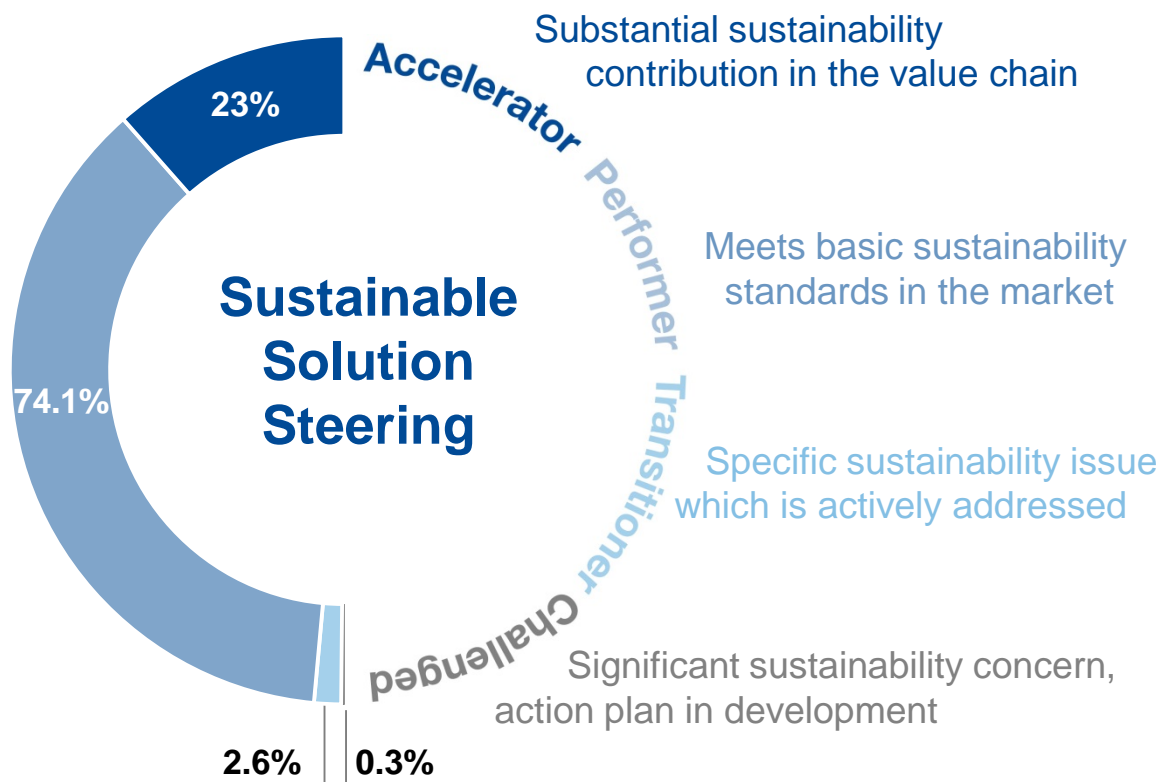 Substantial sustainability
contribution in the value chain
Accelerator
23%
Performer
Meets basic sustainability
standards in the market
Sustainable
Solution
Steering
74.1%
Transitioner
Specific sustainability issue
which is actively addressed
Challenged
Significant sustainability concern,
action plan in development
2.6%
0.3%